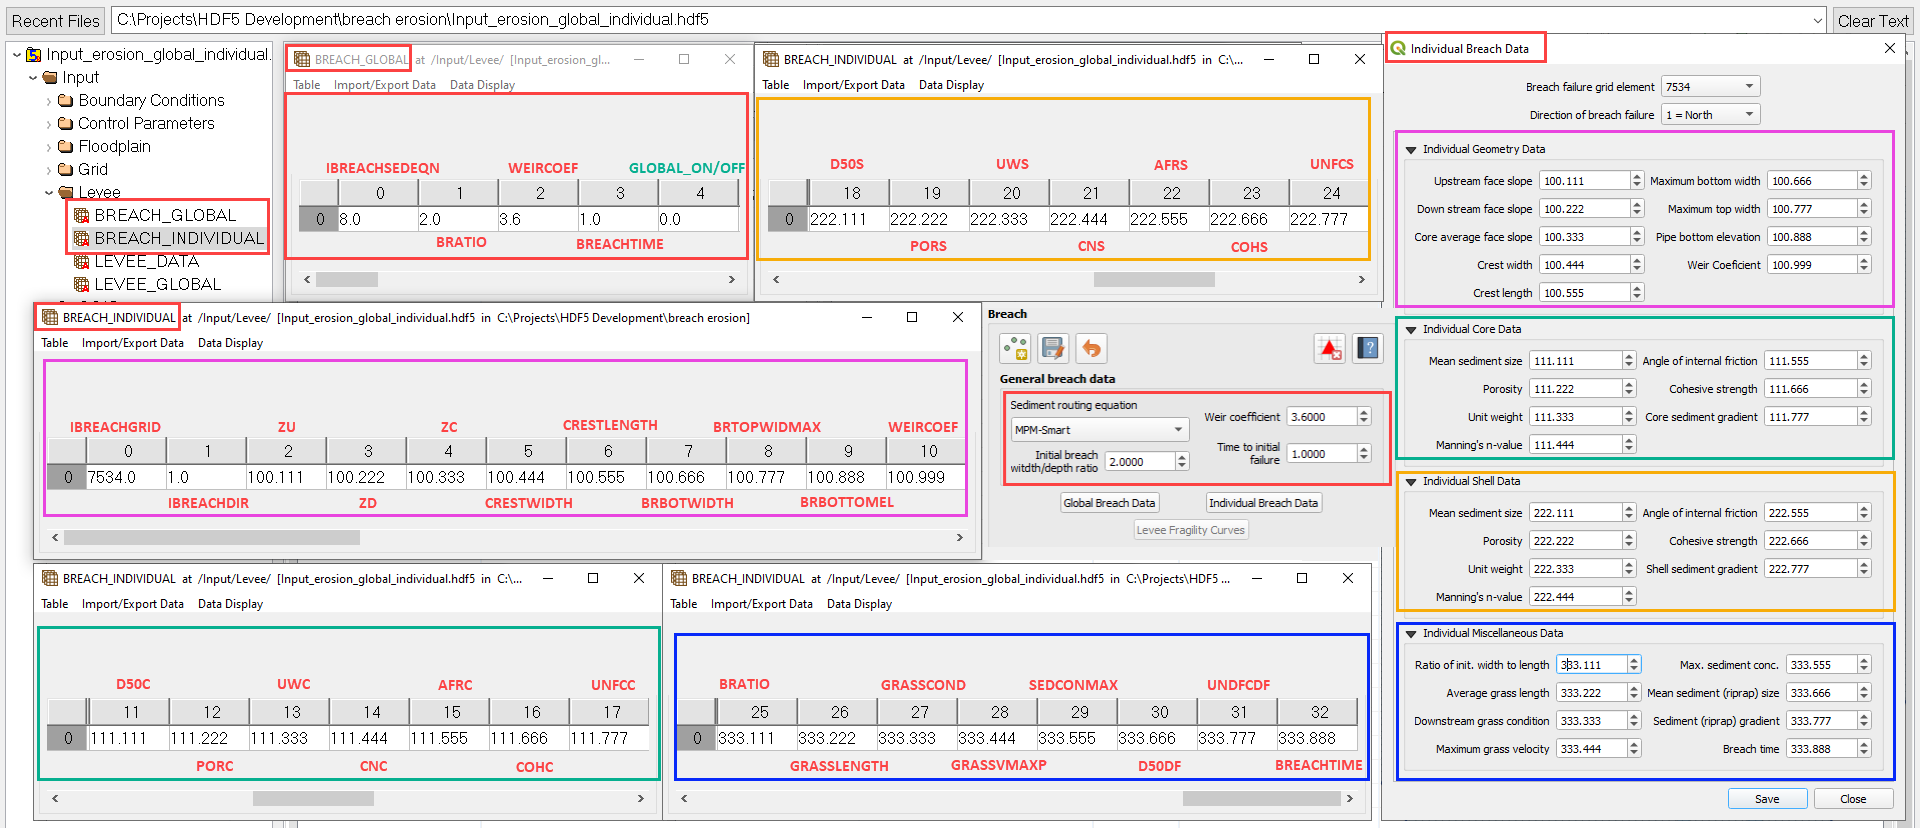 Recent Files
C:\Projects\HDF5 Development\breach erosion\Input_erosion_global_individual.hdf5
Clear Text
Input_erosion_global_individual.
Input
Boundary Conditions
Control Parameters
Floodplain
Grid
Levee
BREACH_GLOBAL
BREACH_INDIVIDUAL
LEVEE_DATA
LEVEE_GLOBAL
BREACH_GLOBAL at /Input/Levee/ [Input_erosion_gl...
Table Import/Export Data Data Display
IBREACHSEDEQN WEIRCOEF GLOBAL_ON/OFF
0 1 2 3 4
0 8.0 2.0 3.6 1.0 0.0
BRATIO BREACHTIME
BREACH_INDIVIDUAL at /Input/Levee/ [Input_erosion_global_individual.hdf5 in C:\...
Table Import/Export Data Data Display
D50S UWS AFRS UNFCS
18 19 20 21 22 23 24
0 222.111 222.222 222.333 222.444 222.555 222.666 222.777
PORS CNS COHS
BREACH_INDIVIDUAL at /Input/Levee/ [Input_erosion_global_individual.hdf5 in C:\Projects\HDF5 Development\breach erosion]
Table Import/Export Data Data Display
IBREACHGRID ZU ZC CRESTLENGTH BRTOPWIDMAX WEIRCOEF
0 1 2 3 4 5 6 7 8 9 10
0 7534.0 1.0 100.111 100.222 100.333 100.444 100.555 100.666 100.777 100.888 100.999
IBREACHDIR ZD CRESTWIDTH BRBOTWIDTH BRBOTTOMEL
Breach
General breach data
Sediment routing equation
MPM-Smart
Weir coefficient 3.6000
Initial breach
witdth/depth ratio 2.0000
Time to initial
failure 1.0000
Global Breach Data Individual Breach Data
Levee Fragility Curves
BREACH_INDIVIDUAL at /Input/Levee/ [Input_erosion_global_individual.hdf5 in C:\...
Table Import/Export Data Data Display
D50C UWC AFRC UNFCC
11 12 13 14 15 16 17
0 111.111 111.222 111.333 111.444 111.555 111.666 111.777
PORC CNC COHC
BREACH_INDIVIDUAL at /Input/Levee/ [Input_erosion_global_individual.hdf5 in C:\Projects\HDF5 ...
Table Import/Export Data Data Display
BRATIO GRASSCOND SEDCONMAX UNDFCDF
25 26 27 28 29 30 31 32
0 333.111 333.222 333.333 333.444 333.555 333.666 333.777 333.888
GRASSLENGTH GRASSVMAXP D50DF BREACHTIME
Individual Breach Data
Breach failure grid element 7534
Direction of breach failure 1 = North
Individual Geometry Data
Upstream face slope 100.111 Maximum bottom width 100.666
Down stream face slope 100.222 Maximum top width 100.777
Core average face slope 100.333 Pipe bottom elevation 100.888
Crest width 100.444 Weir Coeficient 100.999
Crest length 100.555
Individual Core Data
Mean sediment size 111.111 Angle of internal friction 111.555
Porosity 111.222 Cohesive strength 111.666
Unit weight 111.333 Core sediment gradient 111.777
Manning's n-value 111.444
Individual Shell Data
Mean sediment size 222.111 Angle of internal friction 222.555
Porosity 222.222 Cohesive strength 222.666
Unit weight 222.333 Shell sediment gradient 222.777
Manning's n-value 222.444
Individual Miscellaneous Data
Ratio of init. width to length 333.111 Max. sediment conc. 333.555
Average grass length 333.222 Mean sediment (riprap) size 333.666
Downstream grass condition 333.333 Sediment (riprap) gradient 333.777
Maximum grass velocity 333.444 Breach time 333.888
Save Close